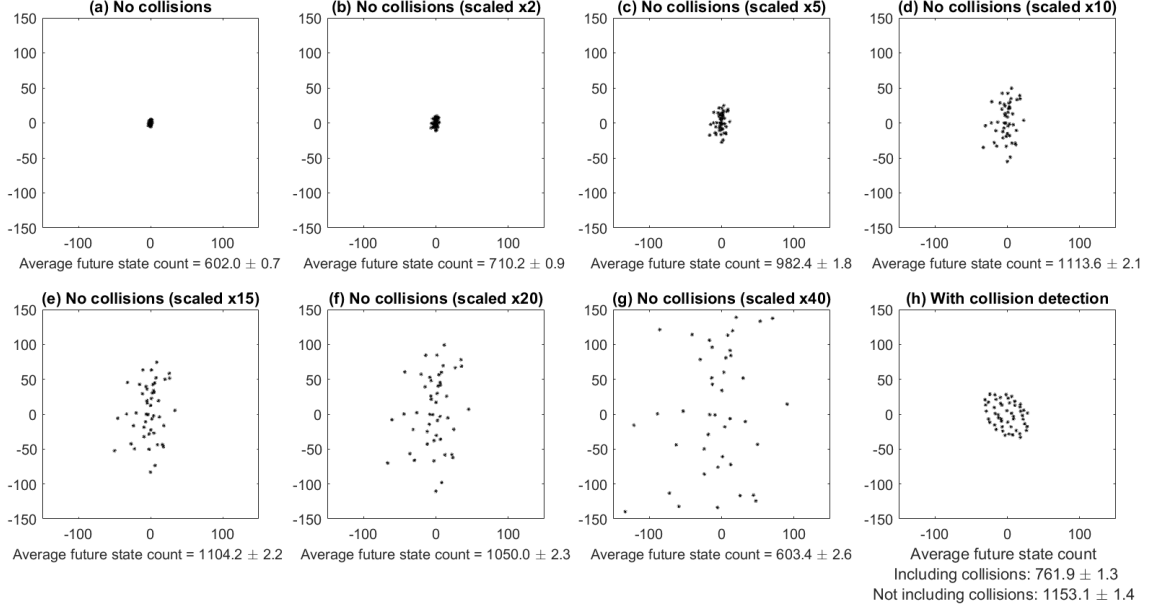 (a) No collisions
150
100
50
0
-50
-100
-150
-100 0 100
Average future state count = 602.0 ± 0.7
(b) No collisions (scaled x2)
150
100
50
0
-50
-100
-150
-100 0 100
Average future state count = 710.2 ± 0.9
(c) No collisions (scaled x5)
150
100
50
0
-50
-100
-150
-100 0 100
Average future state count = 982.4 ± 1.8
(d) No collisions (scaled x10)
150
100
50
0
-50
-100
-150
-100 0 100
Average future state count = 1113.6 ± 2.1
(e) No collisions (scaled x15)
150
100
50
0
-50
-100
-150
-100 0 100
Average future state count = 1104.2 ± 2.2
(f) No collisions (scaled x20)
150
100
50
0
-50
-100
-150
-100 0 100
Average future state count = 1050.0 ± 2.3
(g) No collisions (scaled x40)
150
100
50
0
-50
-100
-150
-100 0 100
Average future state count = 603.4 ± 2.6
(h) With collision detection
150
100
50
0
-50
-100
-150
-100 0 100
Average future state count
Including collisions: 761.9 ± 1.3
Not including collisions: 1153.1 ± 1.4